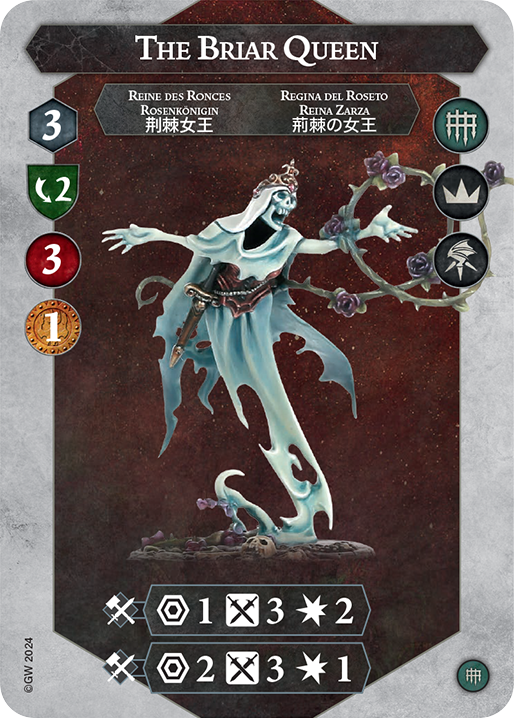 THE BRIAR QUEEN
REINE DES RONCES
ROSENKÖNIGIN
荆棘女王
REGINA DEL ROSETO
REINA ZARZA
荊棘の女王
3
2
3
1
1 3 2
2 3 1
©GW 2024